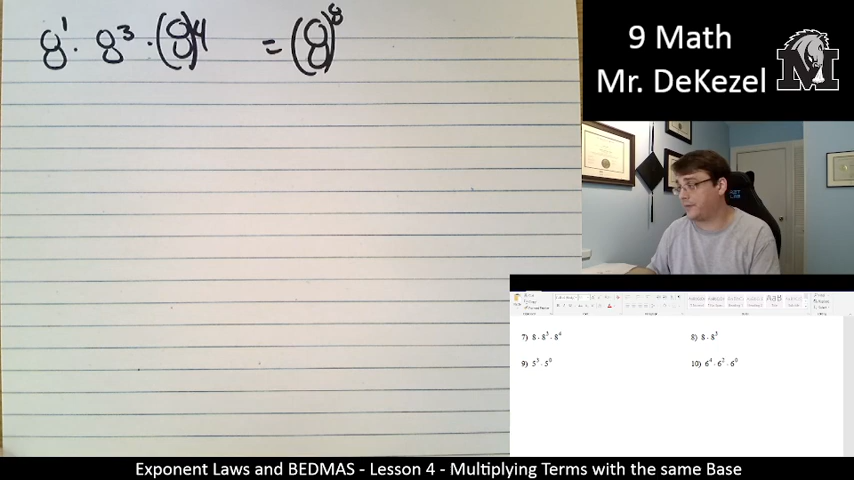 8¹ · 8³ · (8)⁴ = (8)⁸
9 Math
Mr. DeKezel
M
7) 8 · 8³ · 8⁴
8) 8 · 8³
9) 5³ · 5⁰
10) 6⁴ · 6² · 6⁰
Exponent Laws and BEDMAS - Lesson 4 - Multiplying Terms with the same Base